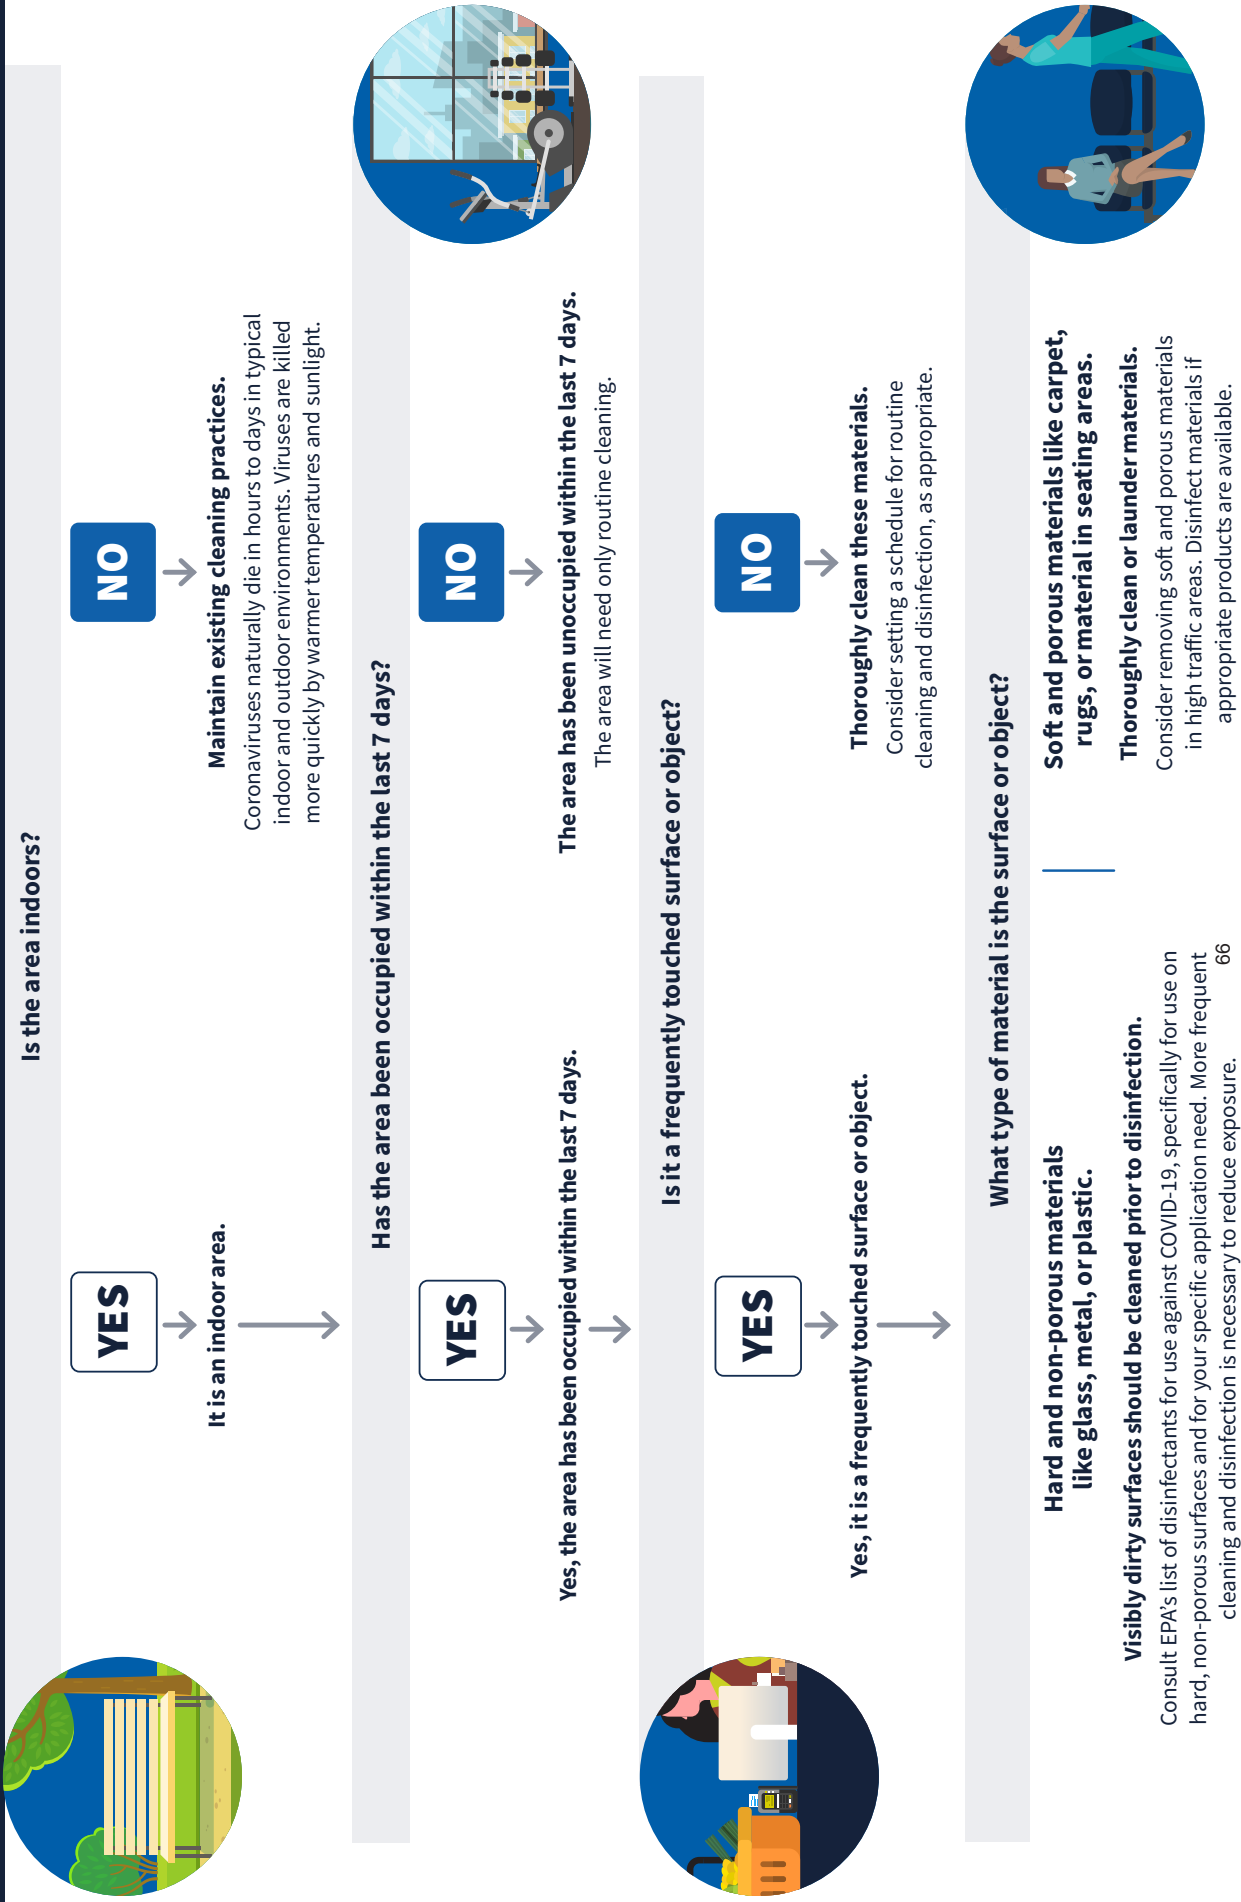 Is the area indoors?
YES
It is an indoor area.
NO
Maintain existing cleaning practices.
Coronaviruses naturally die in hours to days in typical
indoor and outdoor environments. Viruses are killed
more quickly by warmer temperatures and sunlight.
Has the area been occupied within the last 7 days?
YES
Yes, the area has been occupied within the last 7 days.
NO
The area has been unoccupied within the last 7 days.
The area will need only routine cleaning.
Is it a frequently touched surface or object?
YES
Yes, it is a frequently touched surface or object.
NO
Thoroughly clean these materials.
Consider setting a schedule for routine
cleaning and disinfection, as appropriate.
What type of material is the surface or object?
Hard and non-porous materials
like glass, metal, or plastic.
Visibly dirty surfaces should be cleaned prior to disinfection.
Consult EPA’s list of disinfectants for use against COVID-19, specifically for use on
hard, non-porous surfaces and for your specific application need. More frequent
cleaning and disinfection is necessary to reduce exposure.
Soft and porous materials like carpet,
rugs, or material in seating areas.
Thoroughly clean or launder materials.
Consider removing soft and porous materials
in high traffic areas. Disinfect materials if
appropriate products are available.
66